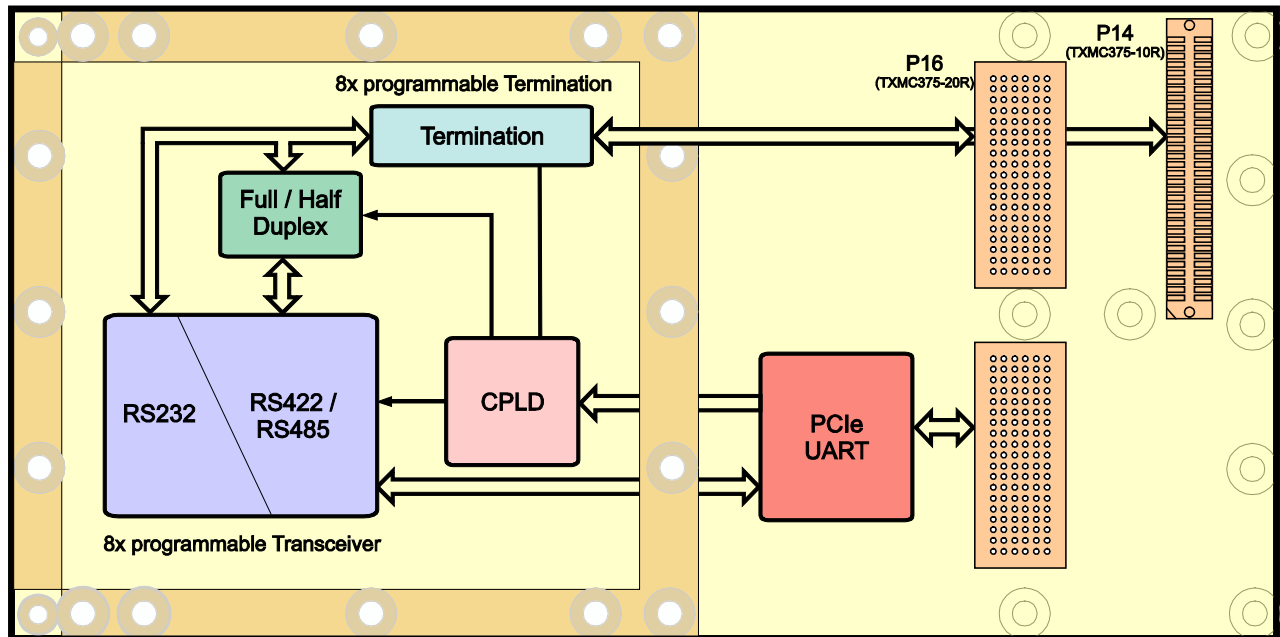 P14
(TXMC375-10R)
P16
(TXMC375-20R)
8x programmable Termination
Termination
Full / Half
Duplex
RS232
RS422 /
RS485
CPLD
PCIe
UART
8x programmable Transceiver